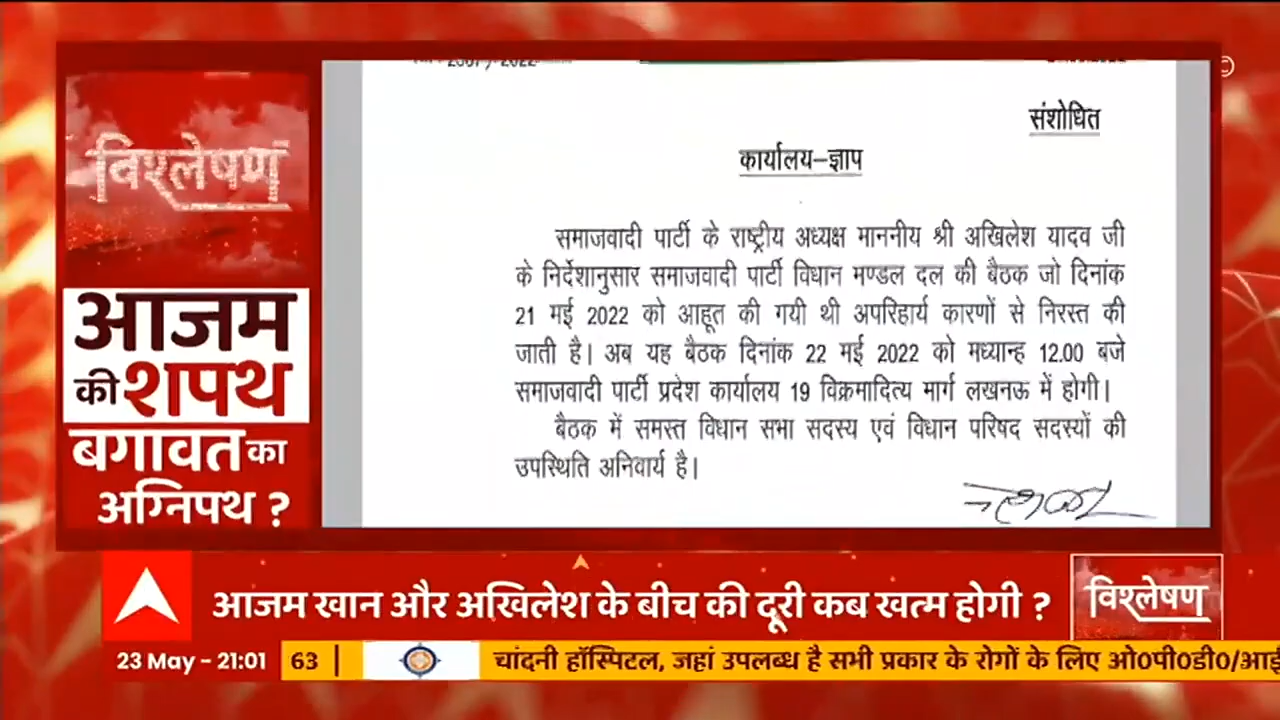 विश्लेषण
आजम
की शपथ
बगावत का
अग्निपथ ?
संशोधित
कार्यालय-ज्ञाप
समाजवादी पार्टी के राष्ट्रीय अध्यक्ष माननीय श्री अखिलेश यादव जी
के निर्देशानुसार समाजवादी पार्टी विधान मण्डल दल की बैठक जो दिनांक
21 मई 2022 को आहूत की गयी थी अपरिहार्य कारणों से निरस्त की
जाती है। अब यह बैठक दिनांक 22 मई 2022 को मध्यान्ह 12.00 बजे
समाजवादी पार्टी प्रदेश कार्यालय 19 विक्रमादित्य मार्ग लखनऊ में होगी।
बैठक में समस्त विधान सभा सदस्य एवं विधान परिषद सदस्यों की
उपस्थिति अनिवार्य है।
आजम खान और अखिलेश के बीच की दूरी कब खत्म होगी ?
विश्लेषण
23 May - 21:01
63
चांदनी हॉस्पिटल, जहां उपलब्ध है सभी प्रकार के रोगों के लिए ओ0पी0डी0/आई